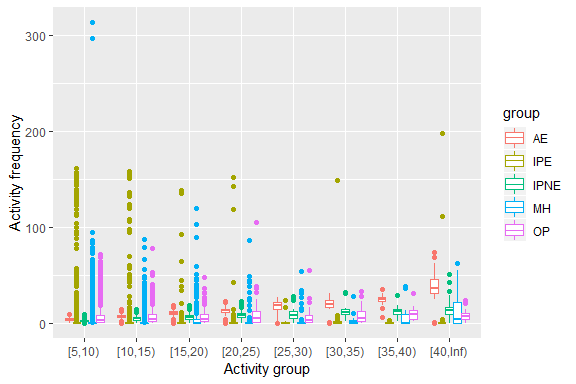 300
200
100
0
Activity frequency
[5,10) [10,15) [15,20) [20,25) [25,30) [30,35) [35,40) [40,Inf)
Activity group
group
AE
IPE
IPNE
MH
OP